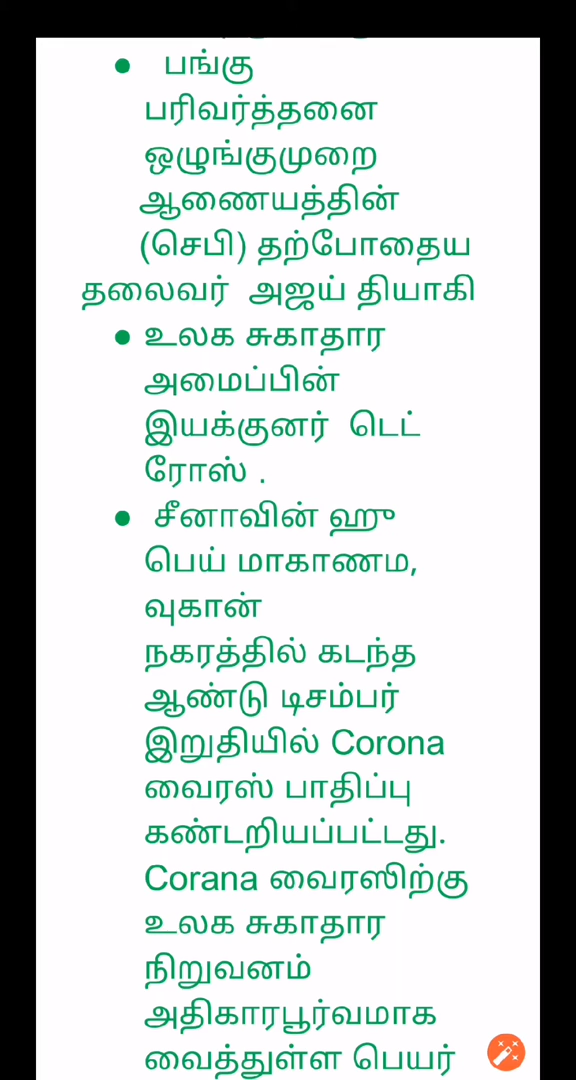 ● பங்கு
பரிவர்த்தனை
ஒழுங்குமுறை
ஆணையத்தின்
(செபி) தற்போதைய
தலைவர் அஜய் தியாகி
● உலக சுகாதார
அமைப்பின்
இயக்குனர் டெட்
ரோஸ் .
● சீனாவின் ஹு
பெய் மாகாணம,
வுகான்
நகரத்தில் கடந்த
ஆண்டு டிசம்பர்
இறுதியில் Corona
வைரஸ் பாதிப்பு
கண்டறியப்பட்டது.
Corana வைரஸிற்கு
உலக சுகாதார
நிறுவனம்
அதிகாரபூர்வமாக
வைத்துள்ள பெயர்